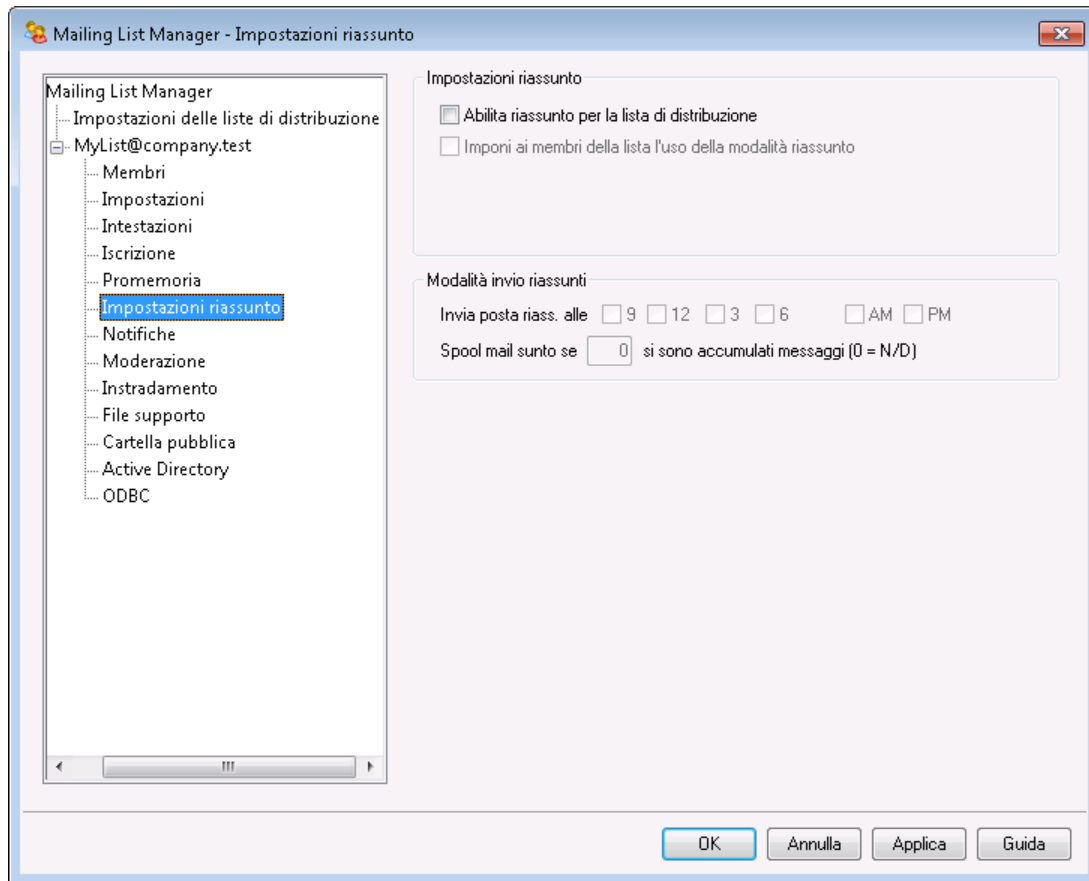 Mailing List Manager - Impostazioni riassunto
Mailing List Manager
Impostazioni delle liste di distribuzione
MyList@company.test
Membri
Impostazioni
Intestazioni
Iscrizione
Promemoria
Impostazioni riassunto
Notifiche
Moderazione
Instradamento
File supporto
Cartella pubblica
Active Directory
ODBC
Impostazioni riassunto
Abilita riassunto per la lista di distribuzione
Imponi ai membri della lista l'uso della modalità riassunto
Modalità invio riassunti
Invia posta riass. alle 9 12 3 6 AM PM
Spool mail sunto se 0 si sono accumulati messaggi (0 = N/D)
OK Annulla Applica Guida